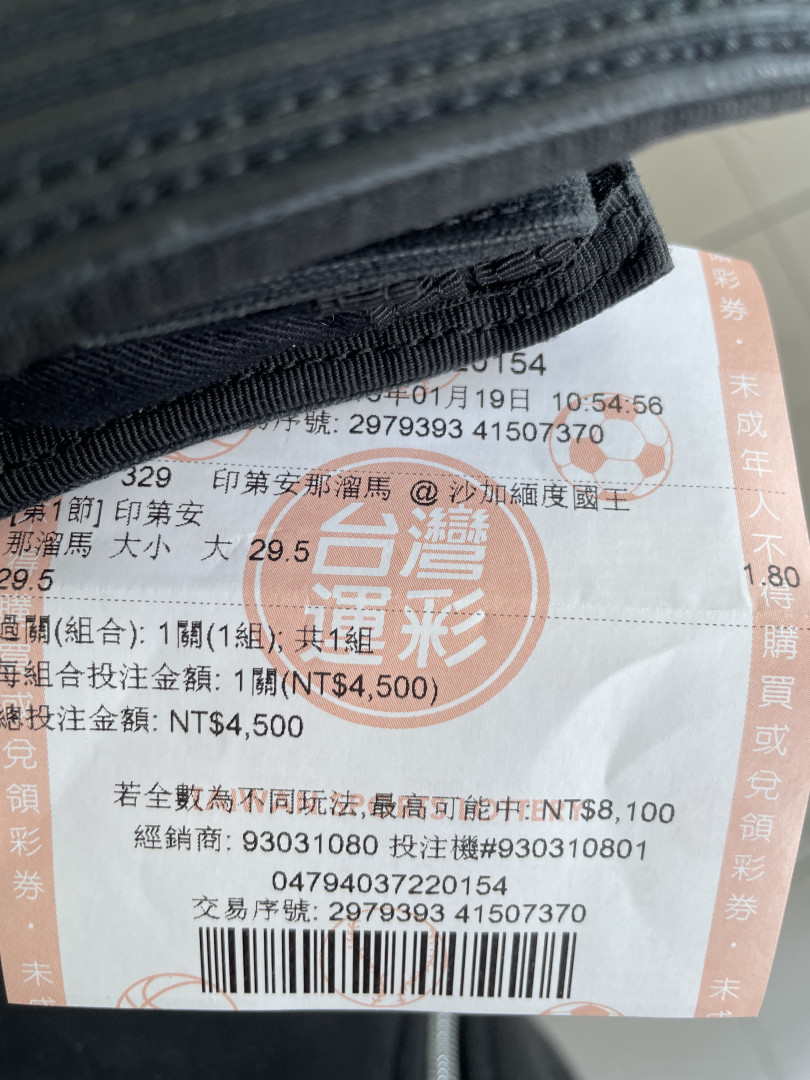 20154
年01月19日 10:54:56
序號: 2979393 41507370
329 印第安那溜馬 @ 沙加緬度國王
[第1節] 印第安
那溜馬 大小 大 29.5
29.5 1.80
過關(組合): 1關(1組); 共1組
每組合投注金額: 1關(NT$4,500)
總投注金額: NT$4,500
台灣
運彩
TAIWAN SPORTS LOTTERY
若全數為不同玩法,最高可能中: NT$8,100
經銷商: 93031080 投注機#930310801
04794037220154
交易序號: 2979393 41507370
彩券・未成年人不得購買或兌領彩券・未
得購買或兌領彩券・未成